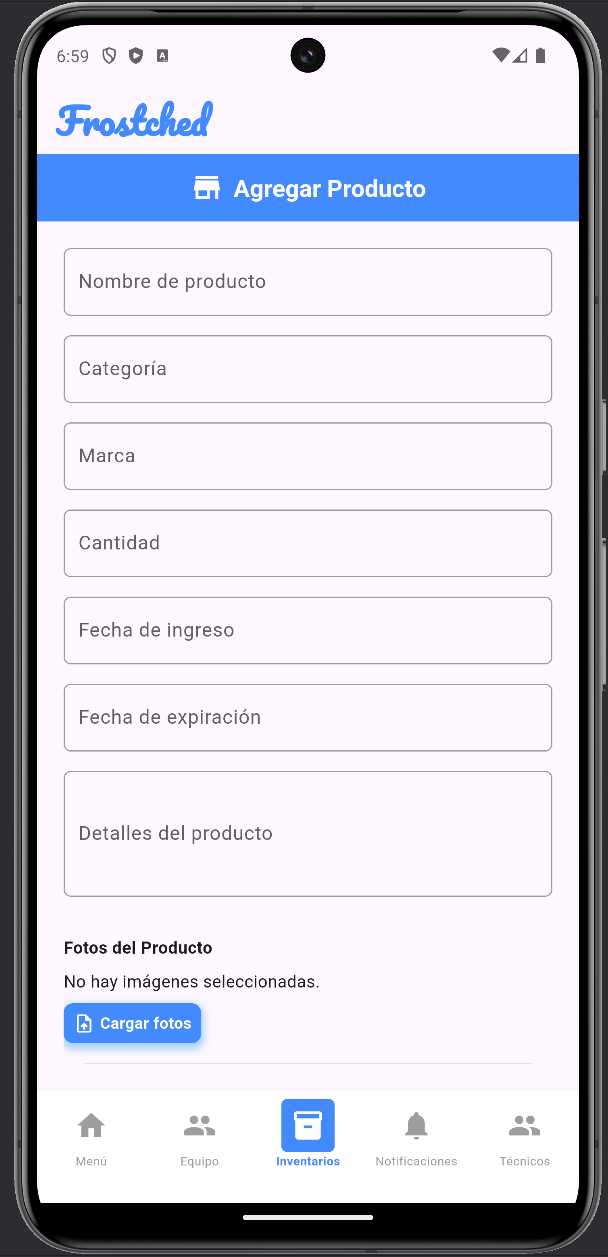 6:59
Frostched
Agregar Producto
Nombre de producto
Categoría
Marca
Cantidad
Fecha de ingreso
Fecha de expiración
Detalles del producto
Fotos del Producto
No hay imágenes seleccionadas.
Cargar fotos
Menú Equipo Inventarios Notificaciones Técnicos